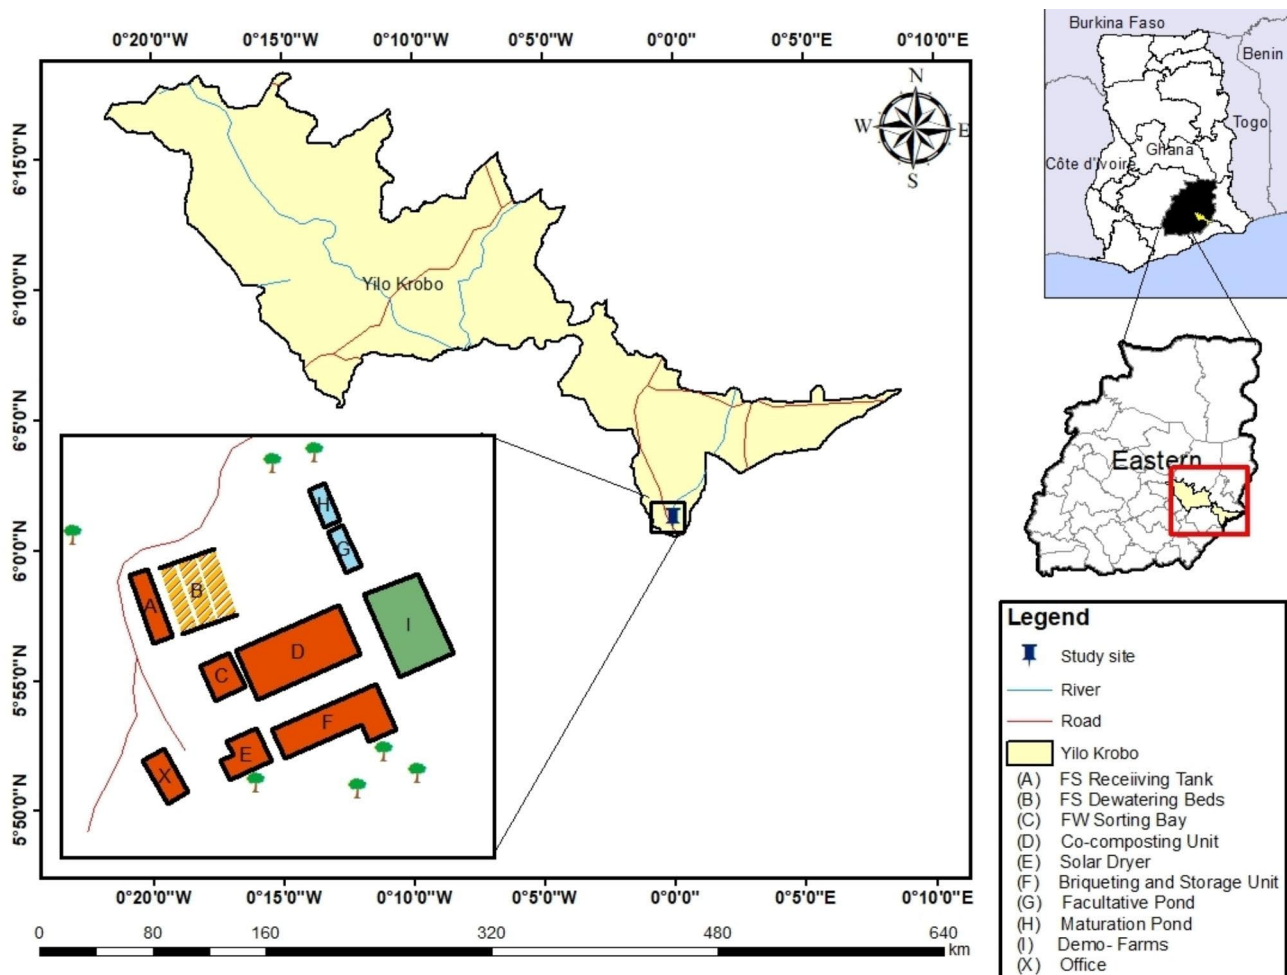 0°20'0"W 0°15'0"W 0°10'0"W 0°5'0"W 0°0'0" 0°5'0"E 0°10'0"E
6°15'0"N
6°10'0"N
6°5'0"N
6°0'0"N
5°55'0"N
5°50'0"N
N
W E
S
Yilo Krobo
H
G
B
A
I
D
C
F
E
X
0°20'0"W 0°15'0"W 0°10'0"W 0°5'0"W 0°0'0" 0°5'0"E 0°10'0"E
0 80 160 320 480 640
km
Burkina Faso
Benin
Togo
Ghana
Côte d'Ivoire
Eastern
Legend
Study site
River
Road
Yilo Krobo
(A) FS Receiiving Tank
(B) FS Dewatering Beds
(C) FW Sorting Bay
(D) Co-composting Unit
(E) Solar Dryer
(F) Briqueting and Storage Unit
(G) Facultative Pond
(H) Maturation Pond
(I) Demo- Farms
(X) Office